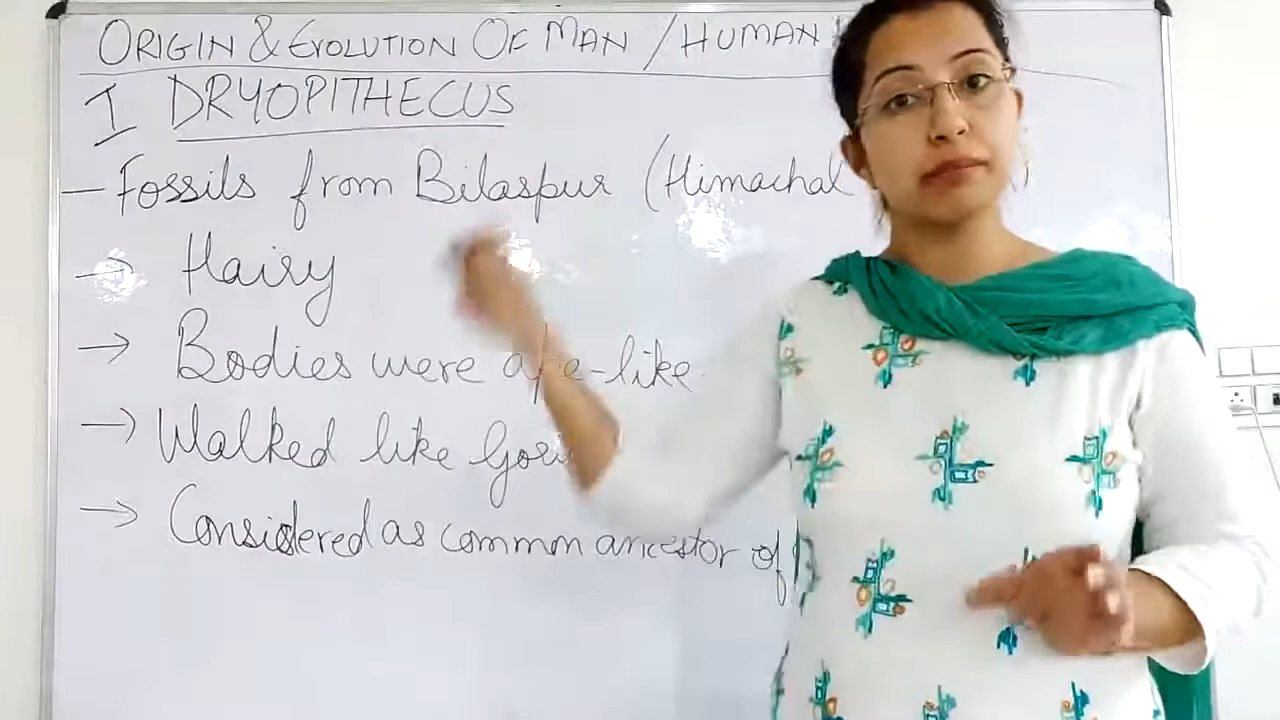 ORIGIN & EVOLUTION OF MAN / HUMAN
I DRYOPITHECUS
- Fossils from Bilaspur (Himachal
→ Hairy
→ Bodies were ape-like
→ Walked like
→ Considered as common ancestor of